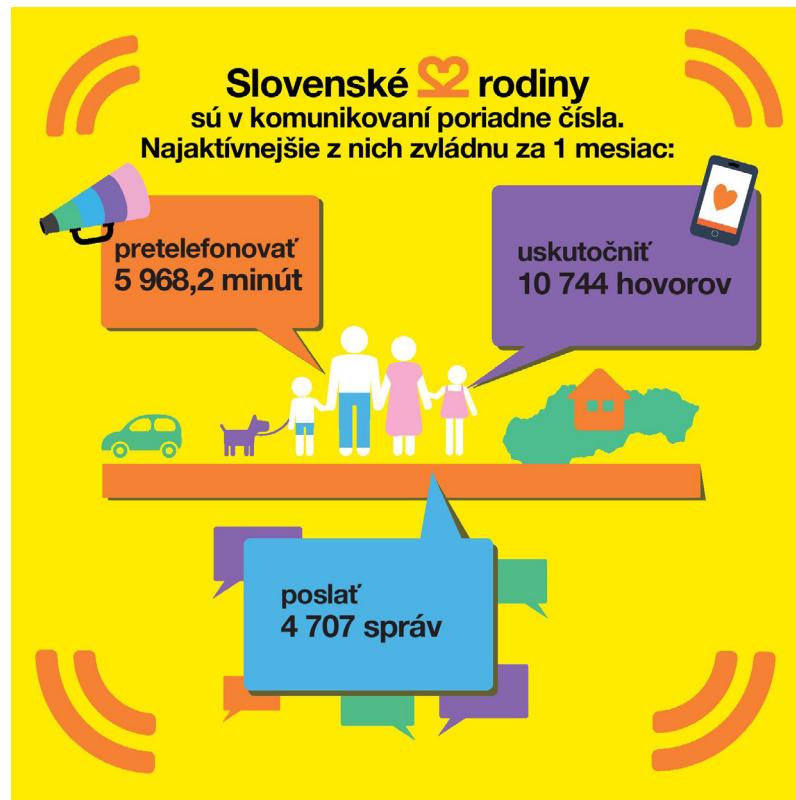 Slovenské rodiny
sú v komunikovaní poriadne čísla.
Najaktívnejšie z nich zvládnu za 1 mesiac:
pretelefonovať
5 968,2 minút
uskutočniť
10 744 hovorov
poslať
4 707 správ